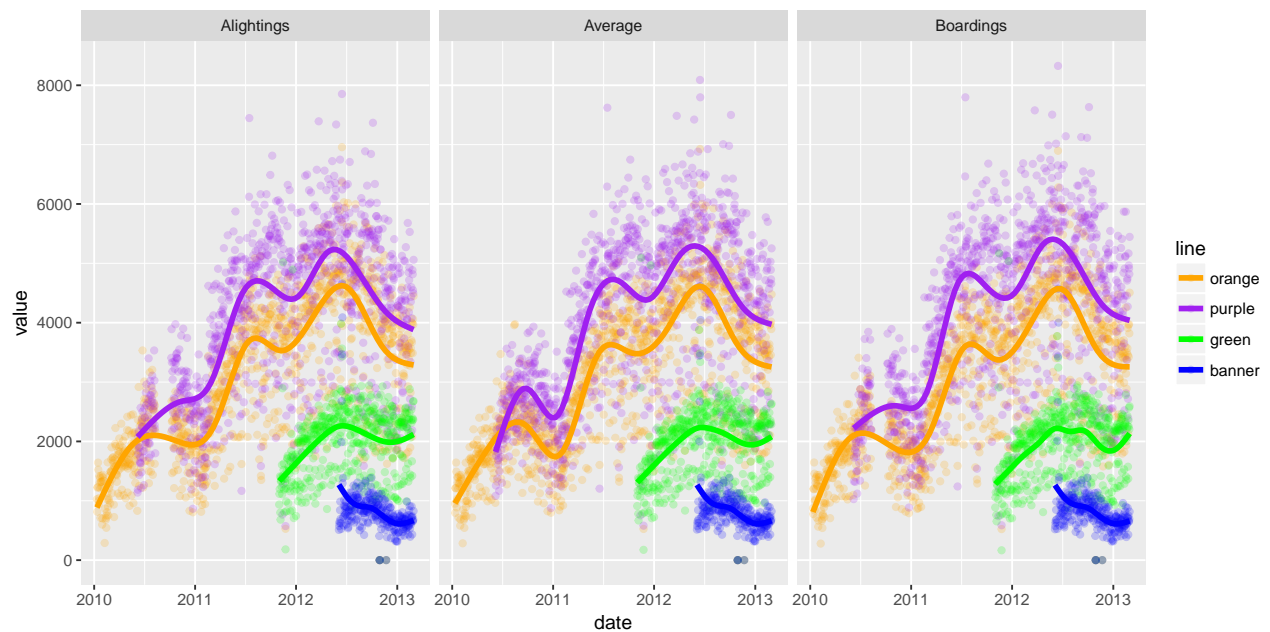 Alightings Average Boardings
value
8000
6000
4000
2000
0
2010 2011 2012 2013 2010 2011 2012 2013 2010 2011 2012 2013
date
line
orange
purple
green
banner